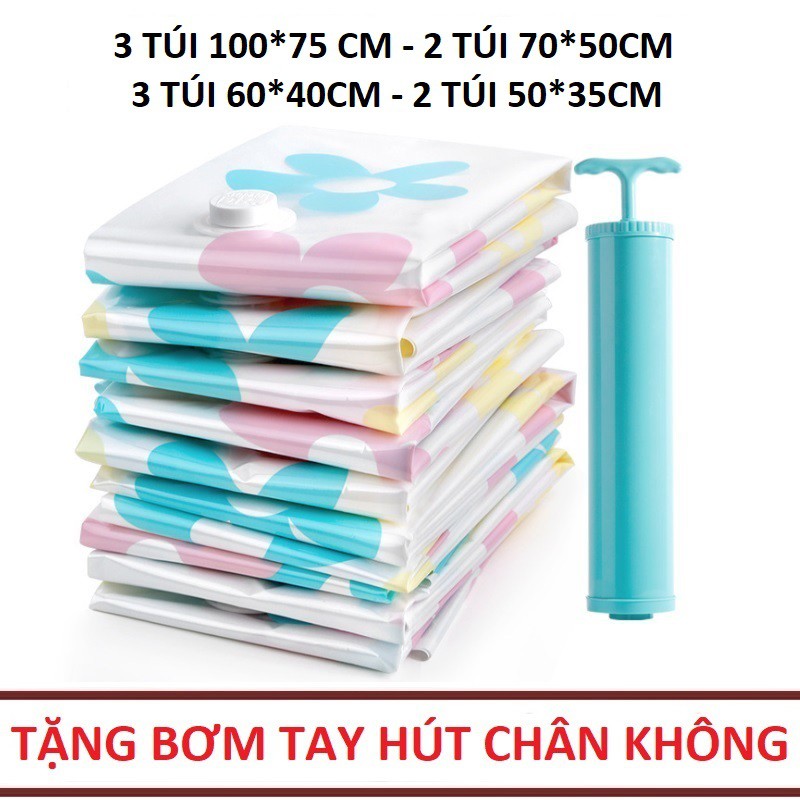 3 TÚI 100*75 CM - 2 TÚI 70*50CM
3 TÚI 60*40CM - 2 TÚI 50*35CM
TẶNG BƠM TAY HÚT CHÂN KHÔNG